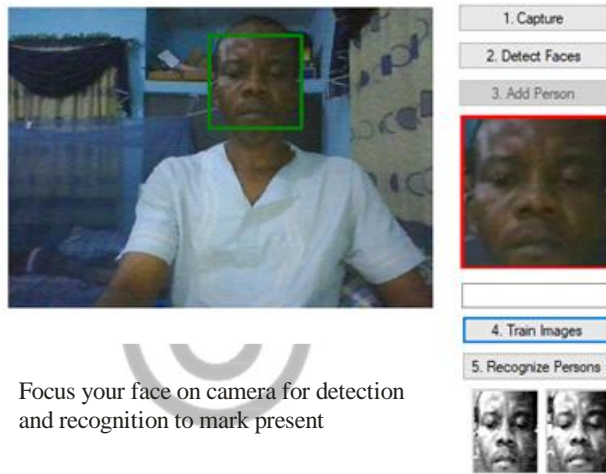 1. Capture
2. Detect Faces
3. Add Person
4. Train Images
5. Recognize Persons
Focus your face on camera for detection
and recognition to mark present